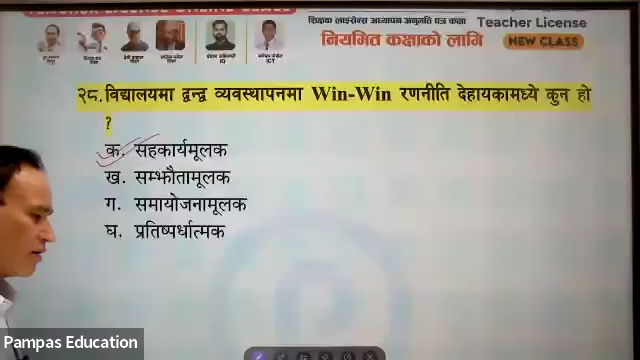 शिक्षक लाइसेन्स अध्यापन अनुमति पत्र कक्षा Teacher License
नियमित कक्षाको लागि NEW CLASS
२८. विद्यालयमा द्वन्द्व व्यवस्थापनमा Win-Win रणनीति देहायकामध्ये कुन हो
?
क. सहकार्यमूलक
ख. सम्झौतामूलक
ग. समायोजनामूलक
घ. प्रतिष्पर्धात्मक
Pampas Education